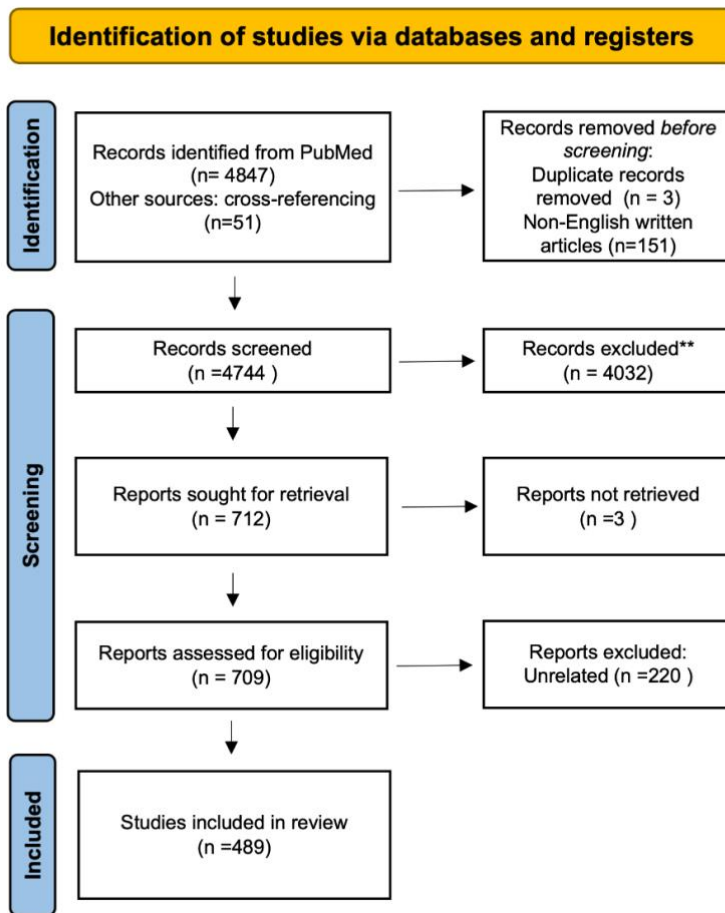 Identification of studies via databases and registers
Identification
Records identified from PubMed
(n= 4847)
Other sources: cross-referencing
(n=51)
Records removed before
screening:
Duplicate records
removed (n = 3)
Non-English written
articles (n=151)
Screening
Records screened
(n =4744 )
Records excluded**
(n = 4032)
Reports sought for retrieval
(n = 712)
Reports not retrieved
(n =3 )
Reports assessed for eligibility
(n = 709)
Reports excluded:
Unrelated (n =220 )
Included
Studies included in review
(n =489)